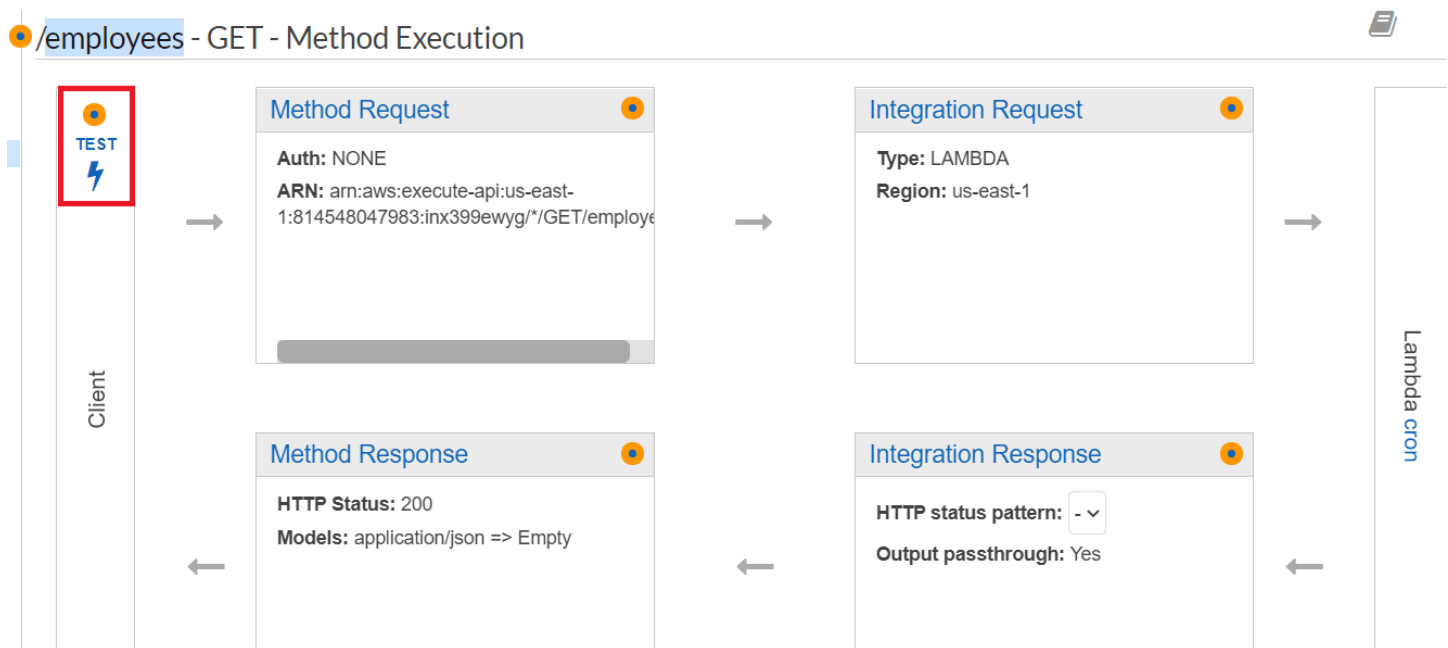 /employees - GET - Method Execution
TEST
Client
Method Request
Auth: NONE
ARN: arn:aws:execute-api:us-east-
1:814548047983:inx399ewyg/*/GET/employe
Integration Request
Type: LAMBDA
Region: us-east-1
Method Response
HTTP Status: 200
Models: application/json => Empty
Integration Response
HTTP status pattern: -
Output passthrough: Yes
Lambda cron